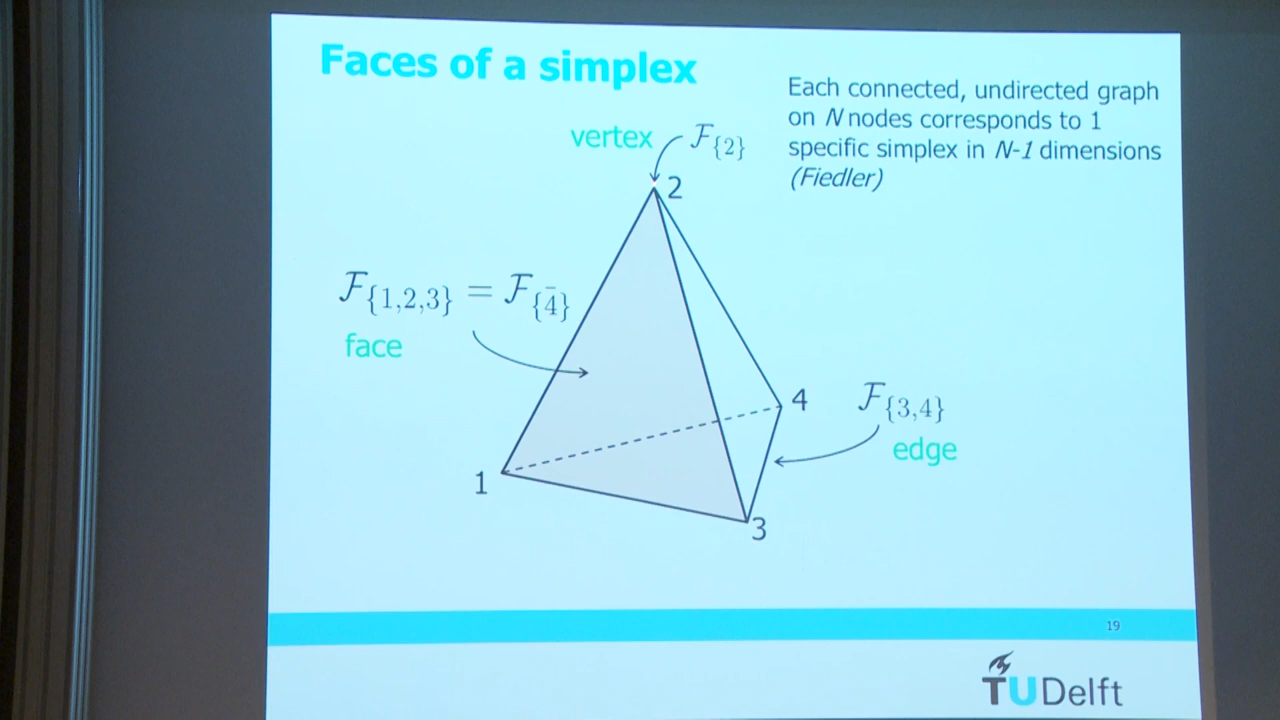 Faces of a simplex
Each connected, undirected graph
on N nodes corresponds to 1
specific simplex in N-1 dimensions
(Fiedler)
vertex
F{2}
2
F{1,2,3} = F{4̄}
face
4
F{3,4}
edge
1
3
19
TUDelft